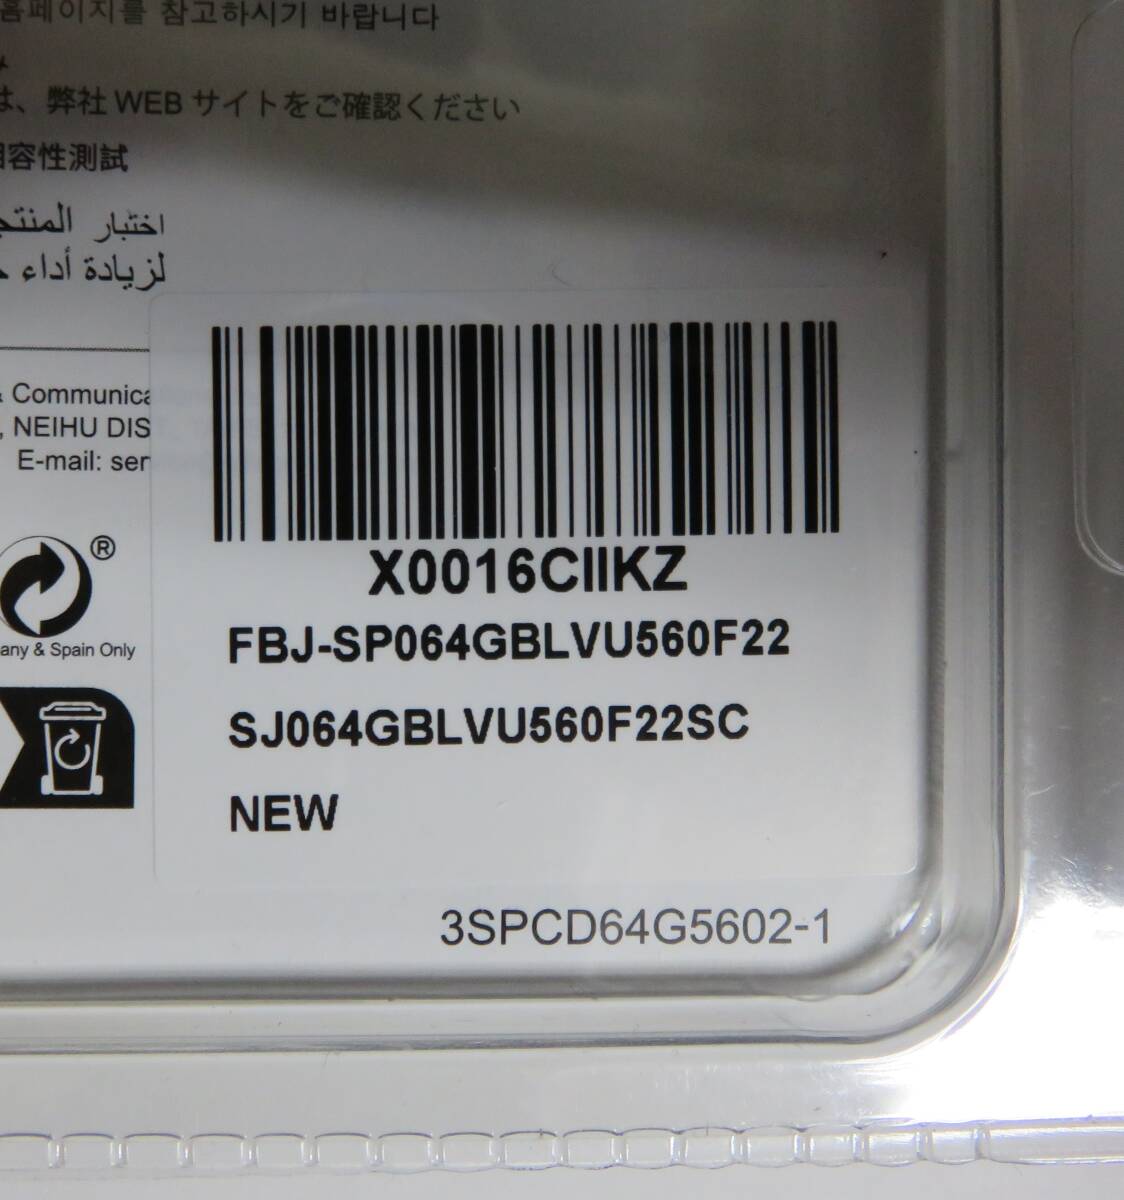 홈페이지를 참고하시기 바랍니다
は、弊社 WEB サイトをご確認ください
容性測試
اختبار المنتج
لزيادة أداء
& Communica
, NEIHU DIS
E-mail: ser
®
any & Spain Only
X0016CIIKZ
FBJ-SP064GBLVU560F22
SJ064GBLVU560F22SC
NEW
3SPCD64G5602-1